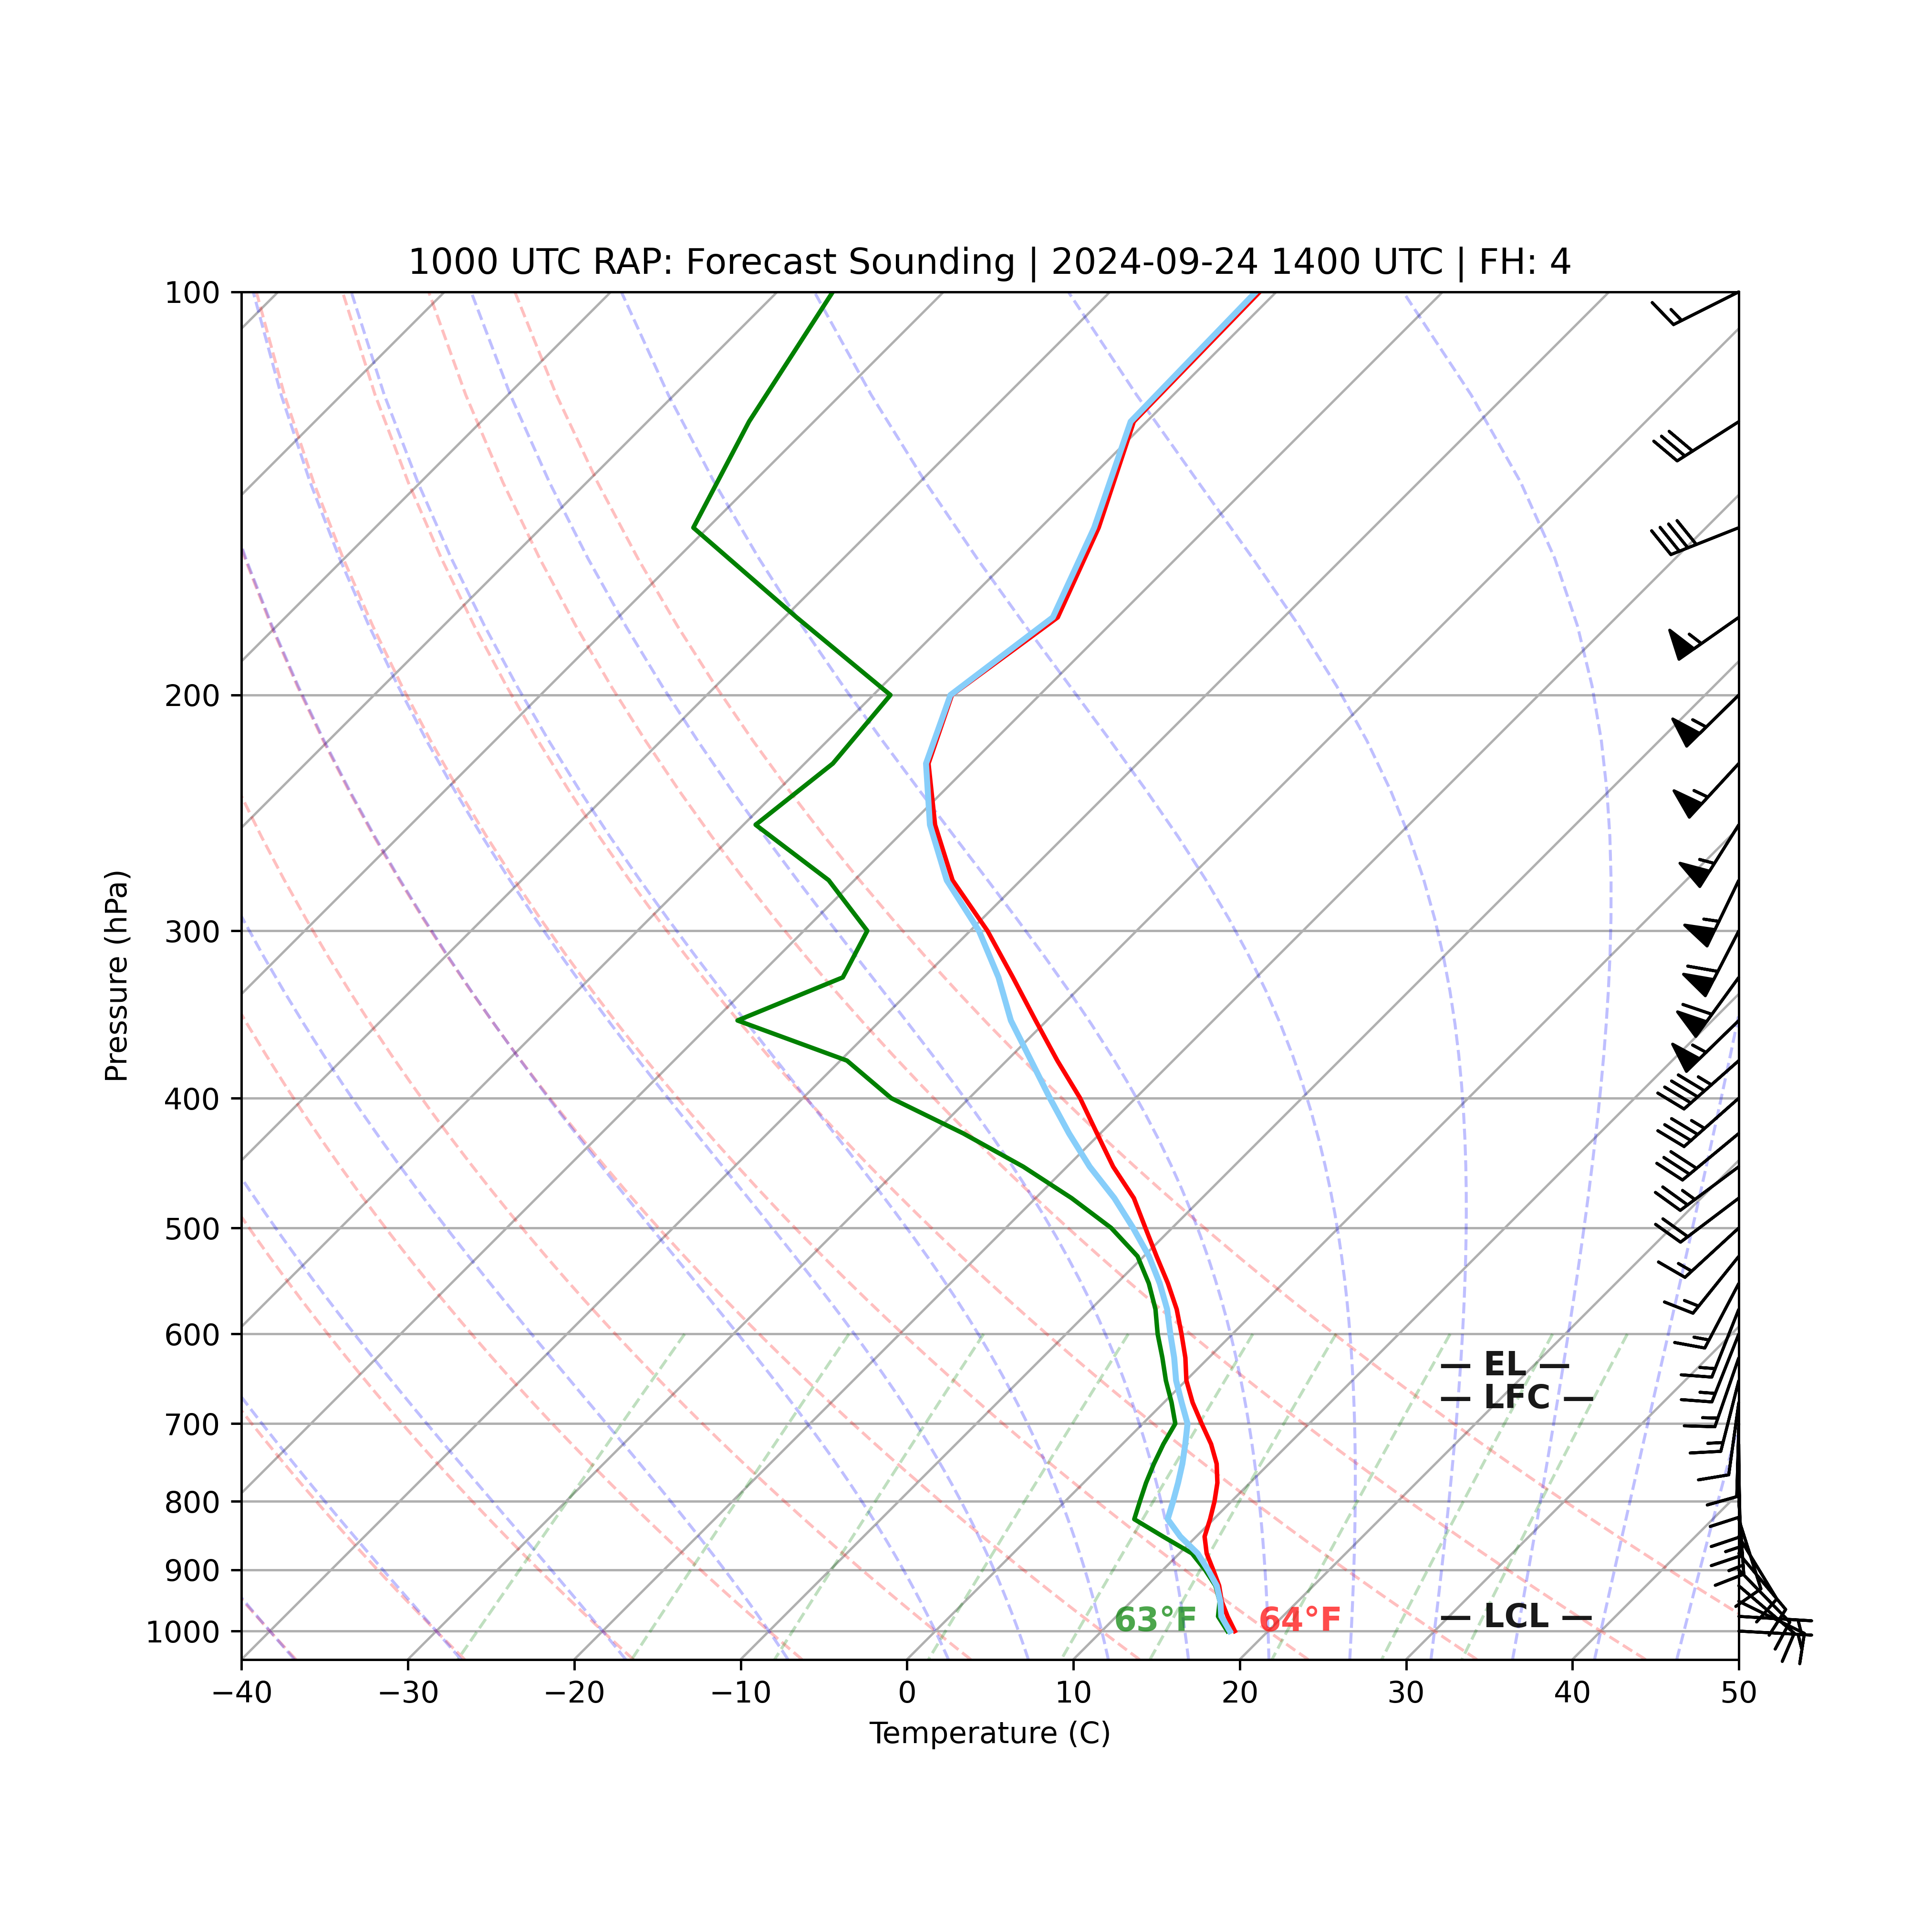 1000 UTC RAP: Forecast Sounding | 2024-09-24 1400 UTC | FH: 4
100
200
300
400
500
600
700
800
900
1000
Pressure (hPa)
— EL —
— LFC —
— LCL —
63°F 64°F
−40 −30 −20 −10 0 10 20 30 40 50
Temperature (C)